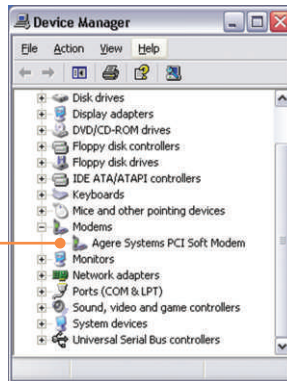 Device Manager
File Action View Help
Disk drives
Display adapters
DVD/CD-ROM drives
Floppy disk controllers
Floppy disk drives
IDE ATA/ATAPI controllers
Keyboards
Mice and other pointing devices
Modems
Agere Systems PCI Soft Modem
Monitors
Network adapters
Ports (COM & LPT)
Sound, video and game controllers
System devices
Universal Serial Bus controllers